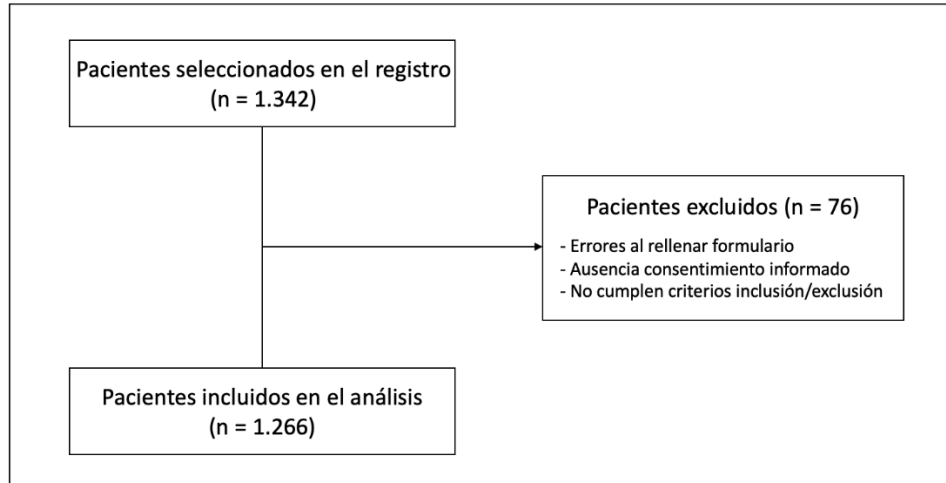 Pacientes seleccionados en el registro
(n = 1.342)
Pacientes excluidos (n = 76)
- Errores al rellenar formulario
- Ausencia consentimiento informado
- No cumplen criterios inclusión/exclusión
Pacientes incluidos en el análisis
(n = 1.266)